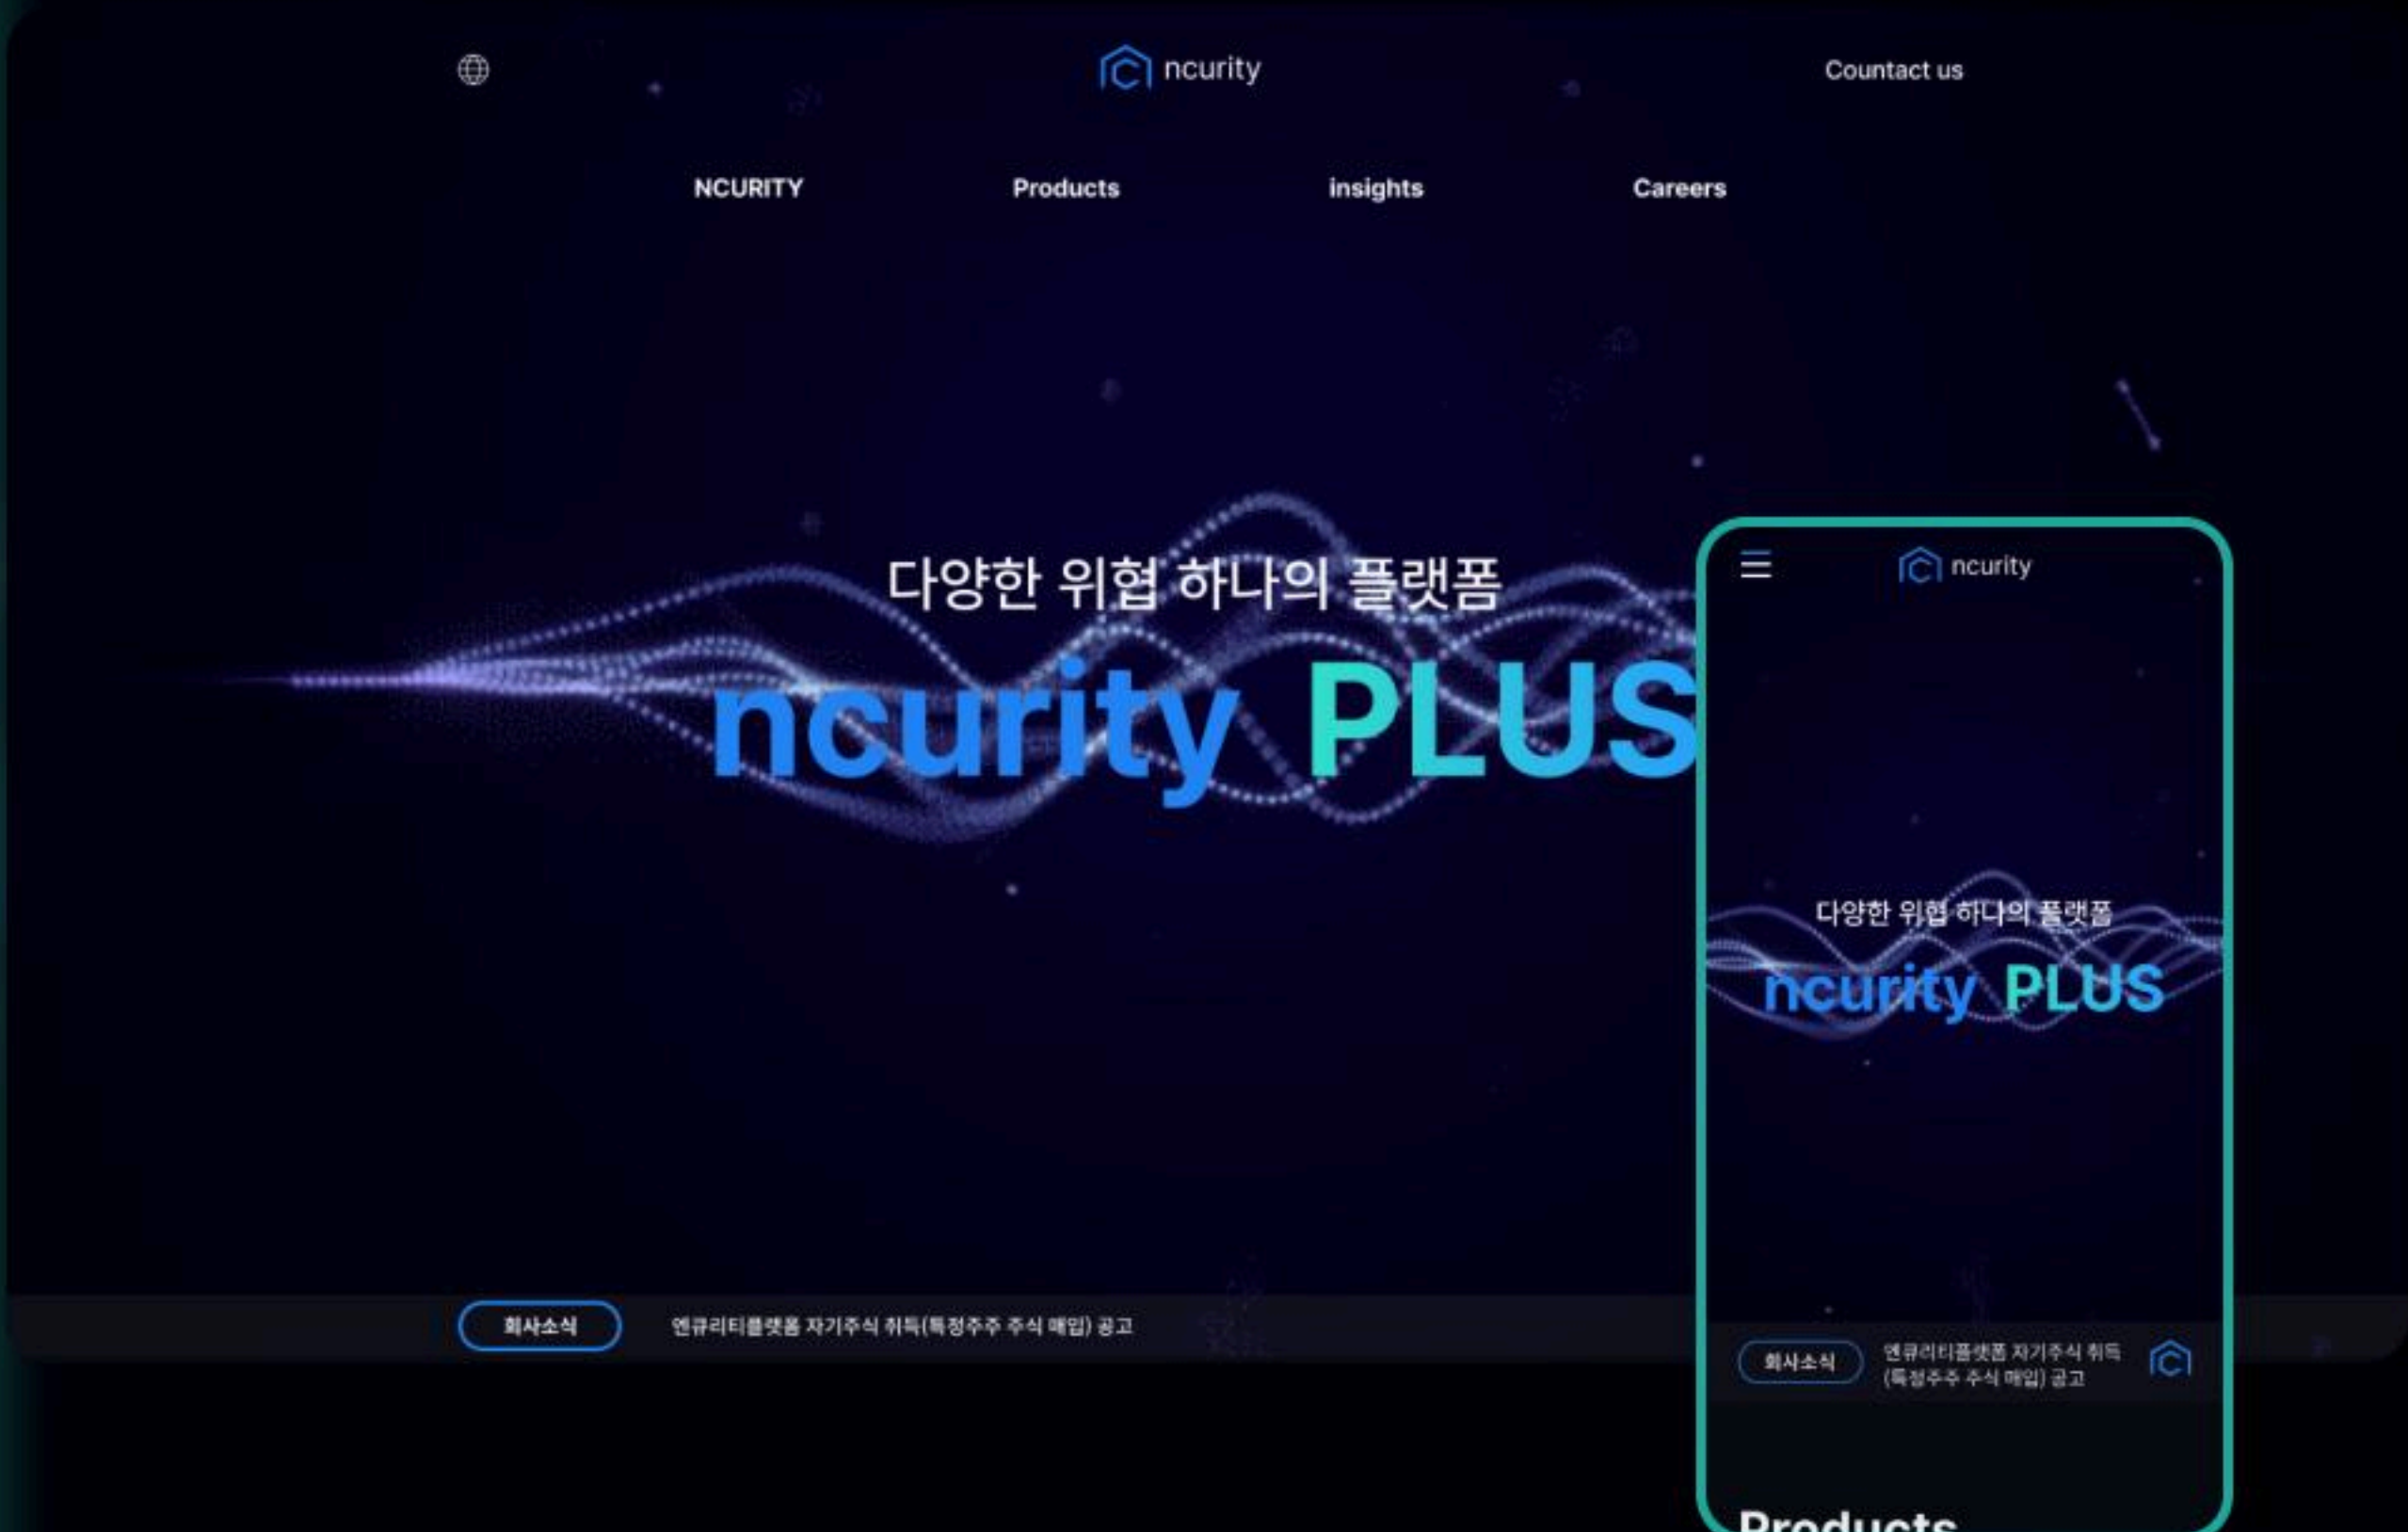 ncurity
Countact us
NCURITY
Products
insights
Careers
다양한 위협 하나의 플랫폼
ncurity PLUS
회사소식
엔큐리티플랫폼 자기주식 취득(특정주주 주식 매입) 공고
ncurity
다양한 위협 하나의 플랫폼
ncurity PLUS
회사소식
엔큐리티플랫폼 자기주식 취득
(특정주주 주식 매입) 공고
Products